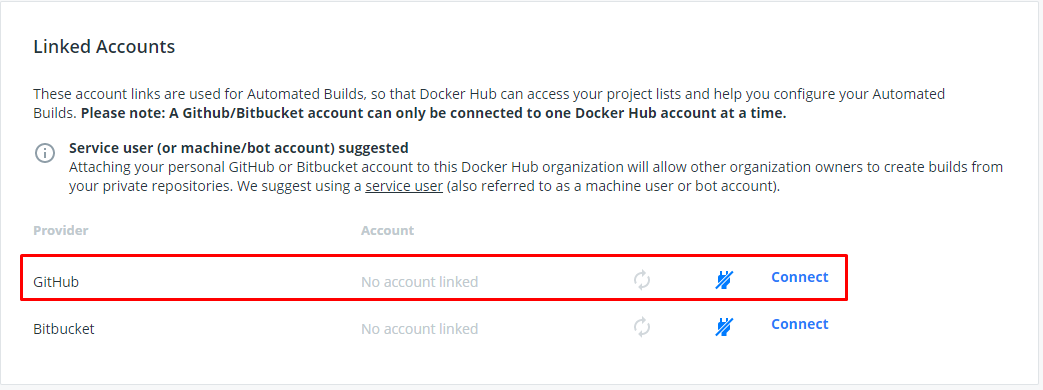 Linked Accounts
These account links are used for Automated Builds, so that Docker Hub can access your project lists and help you configure your Automated
Builds. Please note: A Github/Bitbucket account can only be connected to one Docker Hub account at a time.
Service user (or machine/bot account) suggested
Attaching your personal GitHub or Bitbucket account to this Docker Hub organization will allow other organization owners to create builds from
your private repositories. We suggest using a service user (also referred to as a machine user or bot account).
Provider Account
GitHub No account linked Connect
Bitbucket No account linked Connect